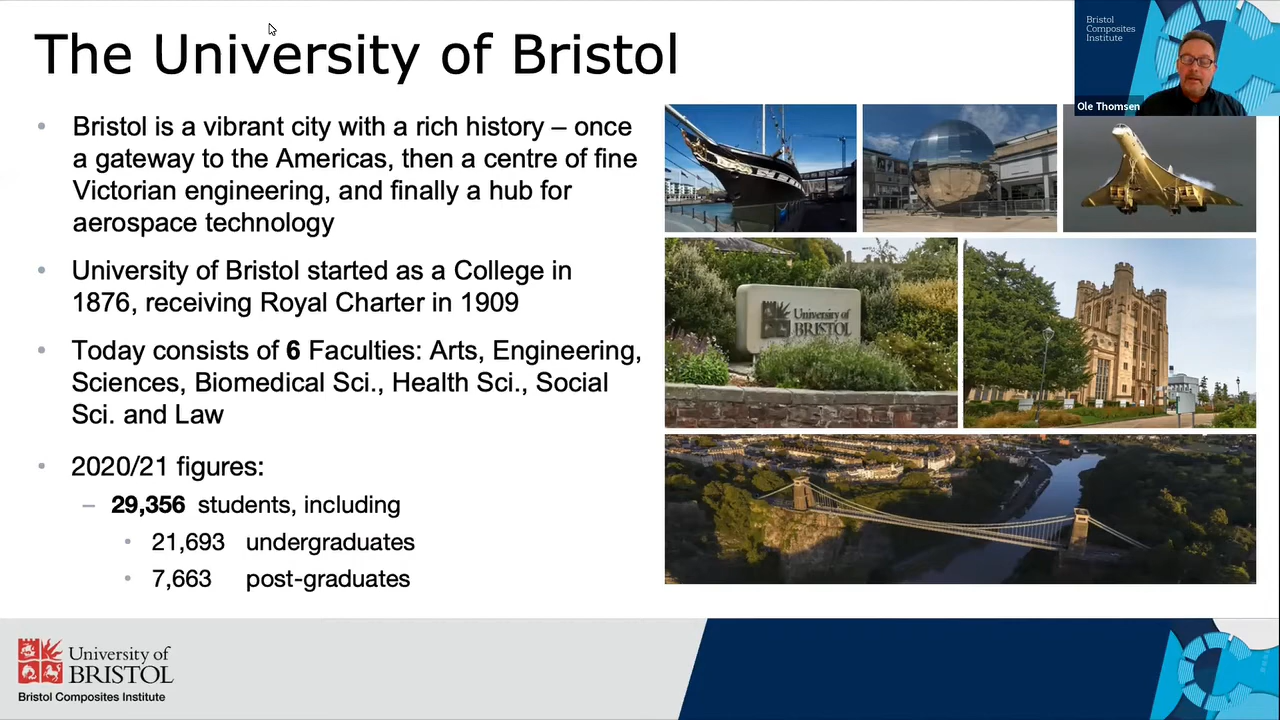 The University of Bristol
Bristol
Composites
Institute
Ole Thomsen
• Bristol is a vibrant city with a rich history – once
a gateway to the Americas, then a centre of fine
Victorian engineering, and finally a hub for
aerospace technology
• University of Bristol started as a College in
1876, receiving Royal Charter in 1909
• Today consists of 6 Faculties: Arts, Engineering,
Sciences, Biomedical Sci., Health Sci., Social
Sci. and Law
• 2020/21 figures:
– 29,356 students, including
• 21,693 undergraduates
• 7,663 post-graduates
University of
BRISTOL
University of
BRISTOL
Bristol Composites Institute